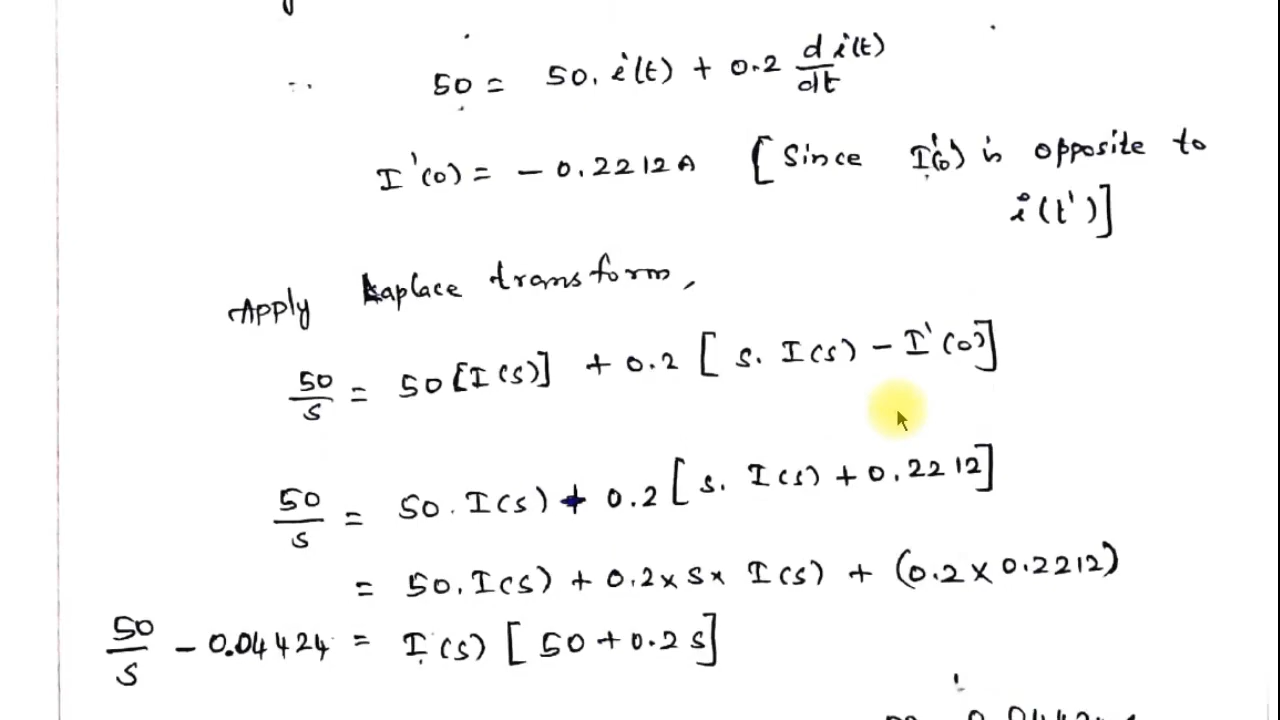 50 = 50. i(t) + 0.2 d i(t)/dt
I'(0) = - 0.2212A [Since I'(0) is opposite to
i(t')]
Apply Laplace transform,
50/s = 50[I(s)] + 0.2[s. I(s) - I'(0)]
50/s = 50. I(s) + 0.2[s. I(s) + 0.2212]
= 50. I(s) + 0.2 x s x I(s) + (0.2 x 0.2212)
50/s - 0.04424 = I(s) [50 + 0.2s]